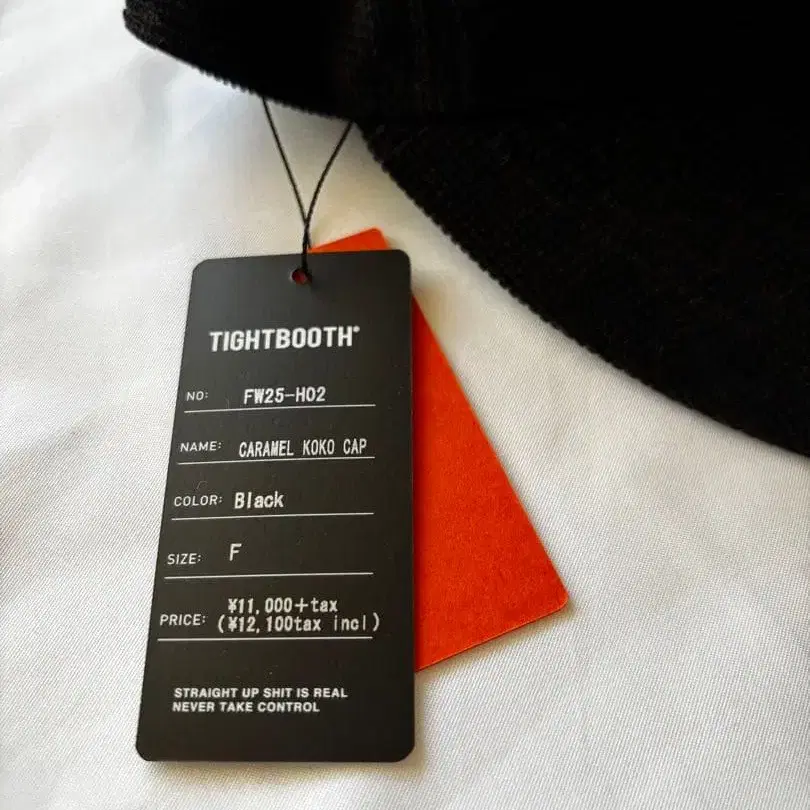 TIGHTBOOTH®
NO: FW25-H02
NAME: CARAMEL KOKO CAP
COLOR: Black
SIZE: F
PRICE: ¥11,000+tax
(¥12,100tax incl)
STRAIGHT UP SHIT IS REAL
NEVER TAKE CONTROL